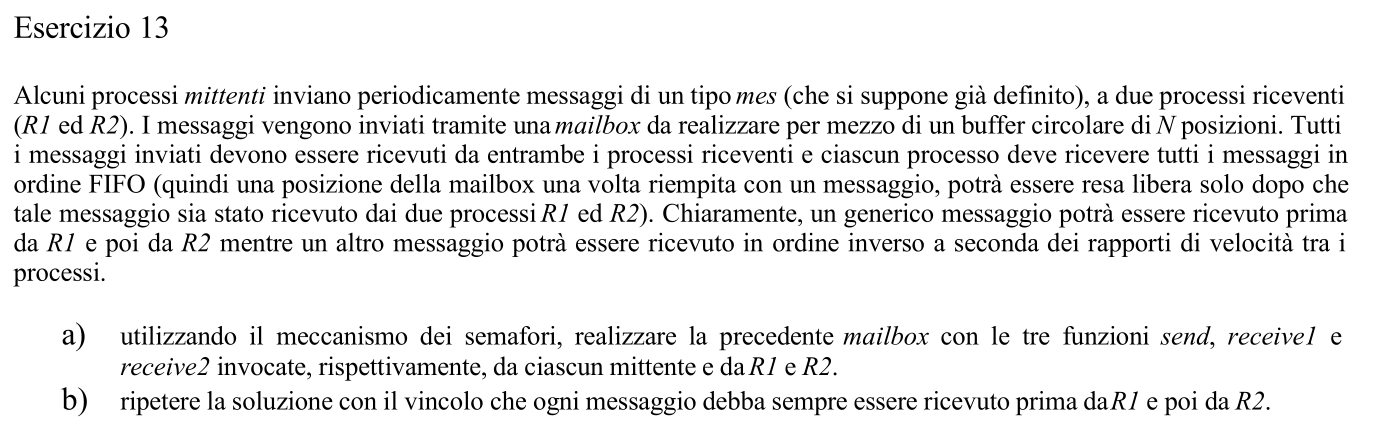 Esercizio 13
Alcuni processi mittenti inviano periodicamente messaggi di un tipo mes (che si suppone già definito), a due processi riceventi
(R1 ed R2). I messaggi vengono inviati tramite una mailbox da realizzare per mezzo di un buffer circolare di N posizioni. Tutti
i messaggi inviati devono essere ricevuti da entrambe i processi riceventi e ciascun processo deve ricevere tutti i messaggi in
ordine FIFO (quindi una posizione della mailbox una volta riempita con un messaggio, potrà essere resa libera solo dopo che
tale messaggio sia stato ricevuto dai due processi R1 ed R2). Chiaramente, un generico messaggio potrà essere ricevuto prima
da R1 e poi da R2 mentre un altro messaggio potrà essere ricevuto in ordine inverso a seconda dei rapporti di velocità tra i
processi.
a) utilizzando il meccanismo dei semafori, realizzare la precedente mailbox con le tre funzioni send, receive1 e
receive2 invocate, rispettivamente, da ciascun mittente e da R1 e R2.
b) ripetere la soluzione con il vincolo che ogni messaggio debba sempre essere ricevuto prima da R1 e poi da R2.